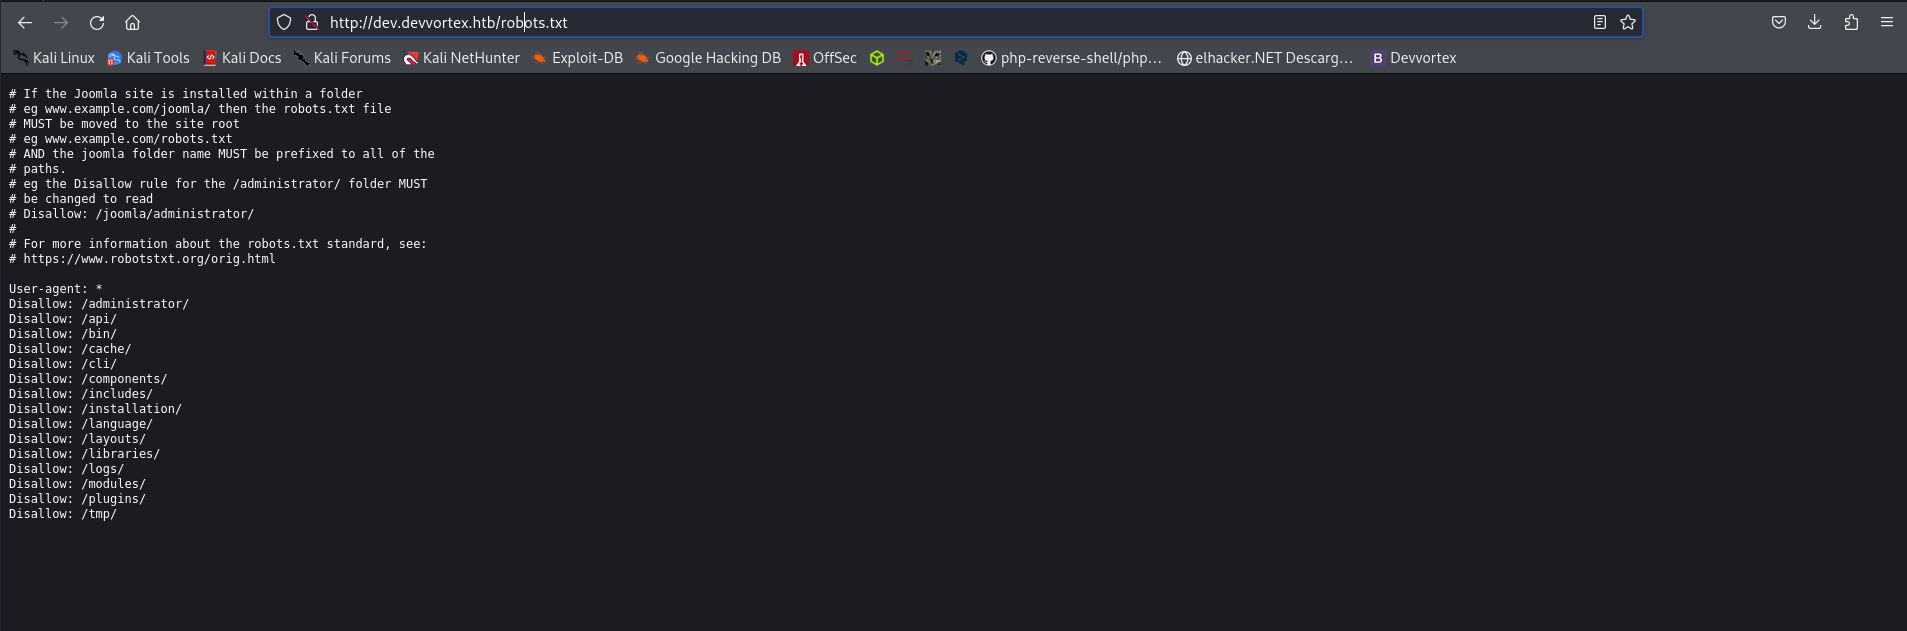 http://dev.devvortex.htb/robots.txt
Kali Linux Kali Tools Kali Docs Kali Forums Kali NetHunter Exploit-DB Google Hacking DB OffSec php-reverse-shell/php… elhacker.NET Descarg… B Devvortex
# If the Joomla site is installed within a folder
# eg www.example.com/joomla/ then the robots.txt file
# MUST be moved to the site root
# eg www.example.com/robots.txt
# AND the joomla folder name MUST be prefixed to all of the
# paths.
# eg the Disallow rule for the /administrator/ folder MUST
# be changed to read
# Disallow: /joomla/administrator/
#
# For more information about the robots.txt standard, see:
# https://www.robotstxt.org/orig.html
User-agent: *
Disallow: /administrator/
Disallow: /api/
Disallow: /bin/
Disallow: /cache/
Disallow: /cli/
Disallow: /components/
Disallow: /includes/
Disallow: /installation/
Disallow: /language/
Disallow: /layouts/
Disallow: /libraries/
Disallow: /logs/
Disallow: /modules/
Disallow: /plugins/
Disallow: /tmp/